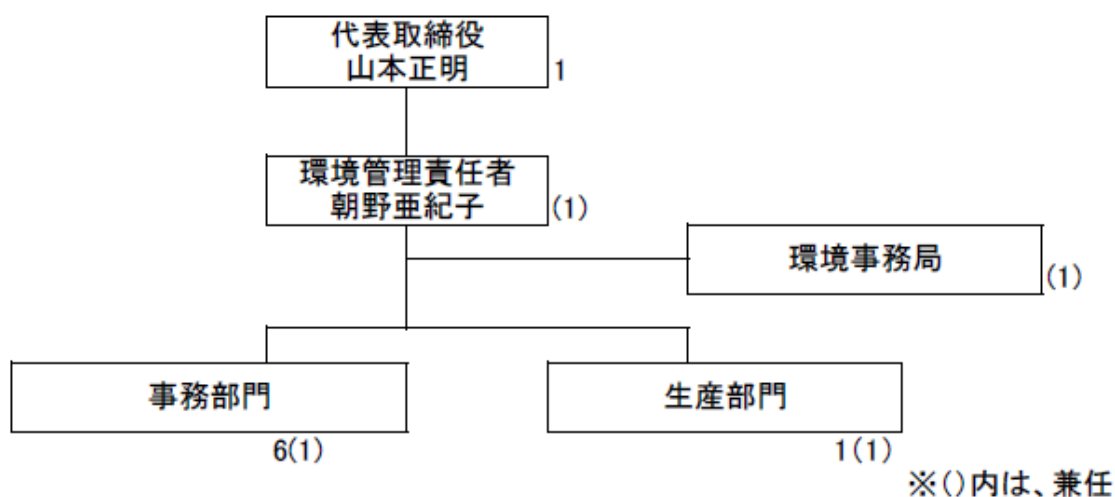 代表取締役
山本正明
1
環境管理責任者
朝野亜紀子
(1)
環境事務局
(1)
事務部門
生産部門
6(1)
1(1)
※()内は、兼任